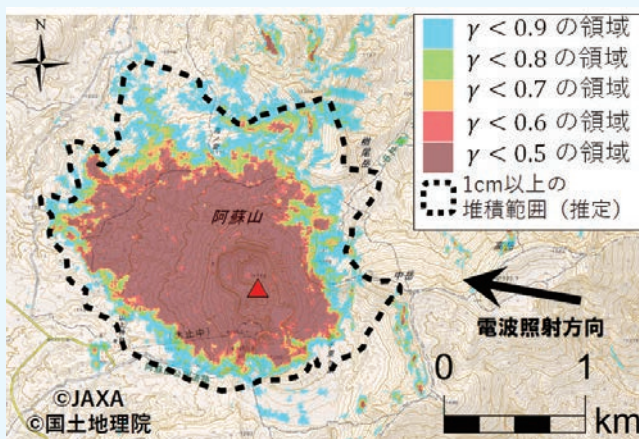 N
γ < 0.9 の領域
γ < 0.8 の領域
γ < 0.7 の領域
γ < 0.6 の領域
γ < 0.5 の領域
1cm以上の
堆積範囲（推定）
阿蘇山
中岳
電波照射方向
0 1
km
©JAXA
©国土地理院